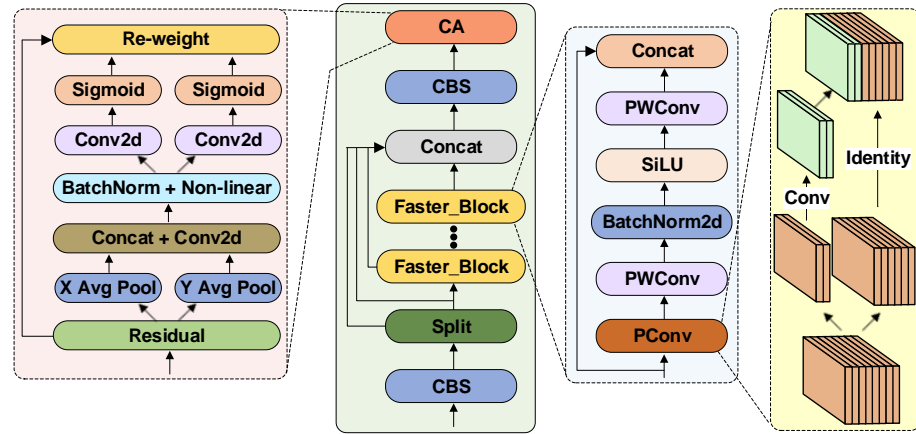 Re-weight
Sigmoid Sigmoid
Conv2d Conv2d
BatchNorm + Non-linear
Concat + Conv2d
X Avg Pool Y Avg Pool
Residual
CA
CBS
Concat
Faster_Block
Faster_Block
Split
CBS
Concat
PWConv
SiLU
BatchNorm2d
PWConv
PConv
Identity
Conv